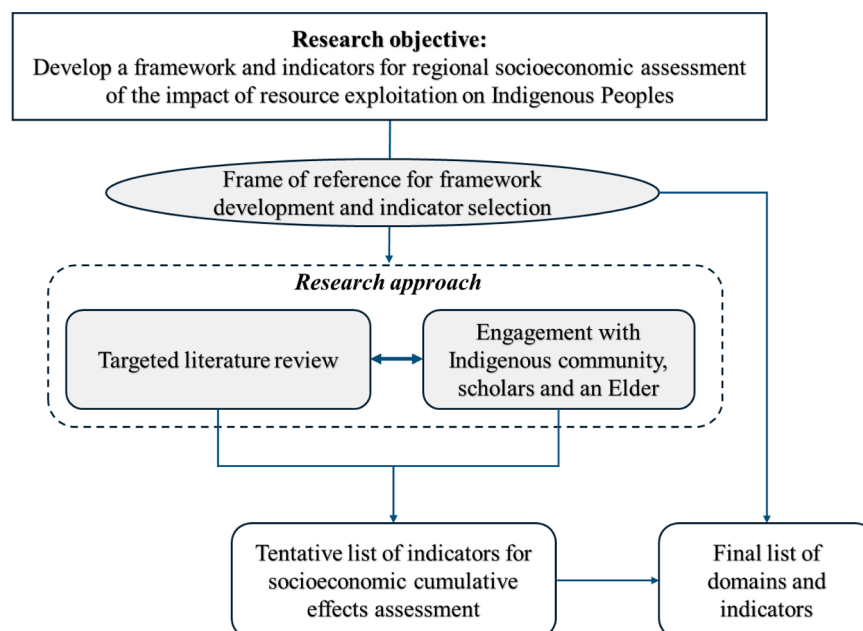 Research objective:
Develop a framework and indicators for regional socioeconomic assessment
of the impact of resource exploitation on Indigenous Peoples
Frame of reference for framework
development and indicator selection
Research approach
Targeted literature review
Engagement with
Indigenous community,
scholars and an Elder
Tentative list of indicators for
socioeconomic cumulative
effects assessment
Final list of
domains and
indicators